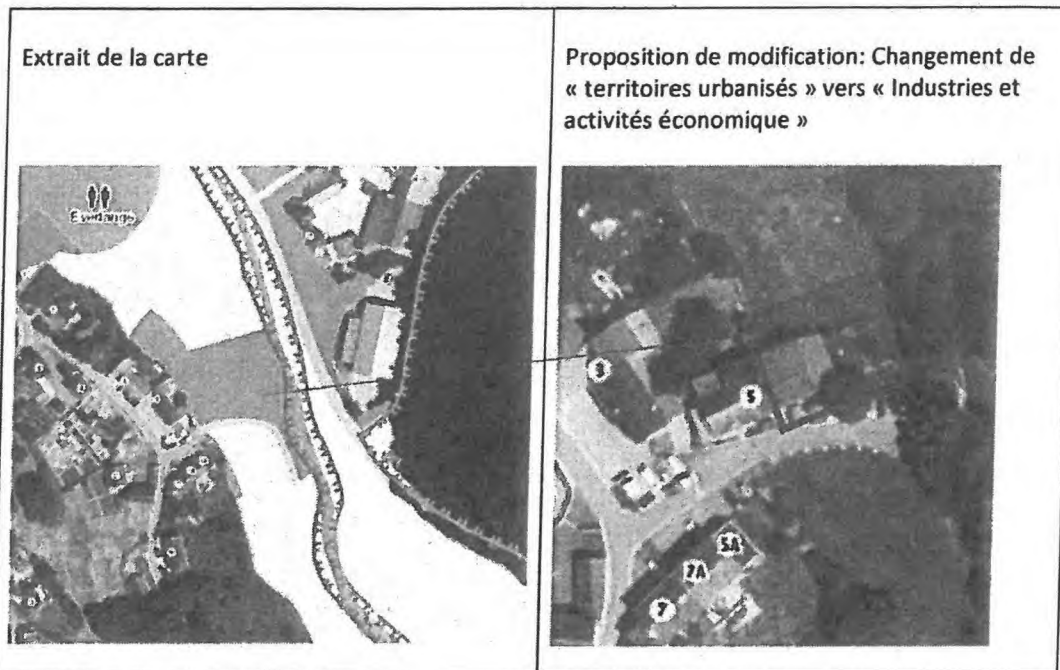 Extrait de la carte
Proposition de modification: Changement de
« territoires urbanisés » vers « Industries et
activités économique »
3
5
5A
7A
7